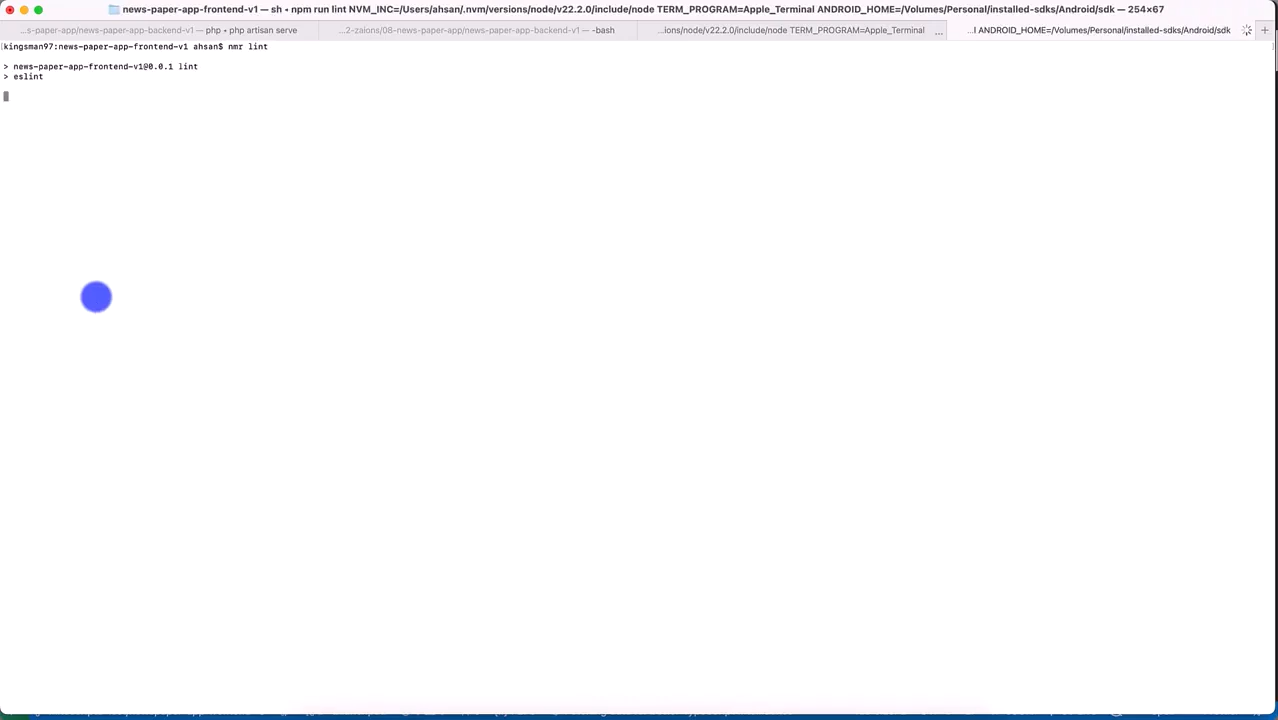 news-paper-app-frontend-v1 — sh ◂ npm run lint NVM_INC=/Users/ahsan/.nvm/versions/node/v22.2.0/include/node TERM_PROGRAM=Apple_Terminal ANDROID_HOME=/Volumes/Personal/installed-sdks/Android/sdk — 254×67
...s-paper-app/news-paper-app-backend-v1 — php ◂ php artisan serve
...2-zaions/08-news-paper-app/news-paper-app-backend-v1 — -bash
...ions/node/v22.2.0/include/node TERM_PROGRAM=Apple_Terminal ...
...l ANDROID_HOME=/Volumes/Personal/installed-sdks/Android/sdk
kingsman97:news-paper-app-frontend-v1 ahsan$ nmr lint
> news-paper-app-frontend-v1@0.0.1 lint
> eslint